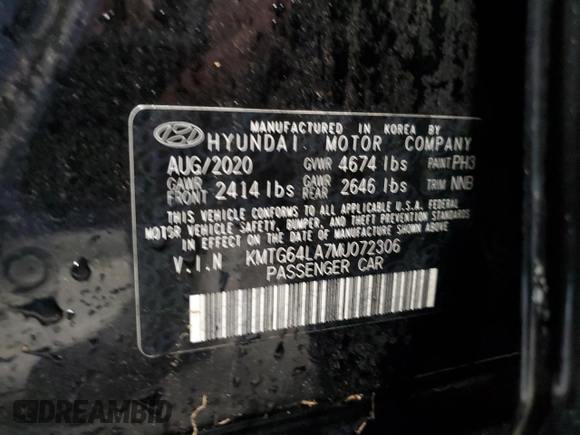 MANUFACTURED IN KOREA BY
HYUNDAI MOTOR COMPANY
AUG/2020 GVWR 4674 lbs PAINT PH3
GAWR FRONT 2414 lbs GAWR REAR 2646 lbs TRIM NNB
THIS VEHICLE CONFORMS TO ALL APPLICABLE U.S.A. FEDERAL
MOTOR VEHICLE SAFETY, BUMPER, AND THEFT PREVENTION STANDARDS
IN EFFECT ON THE DATE OF MANUFACTURE SHOWN ABOVE.
V.I.N KMTG64LA7MU072306
PASSENGER CAR
DREAMBID